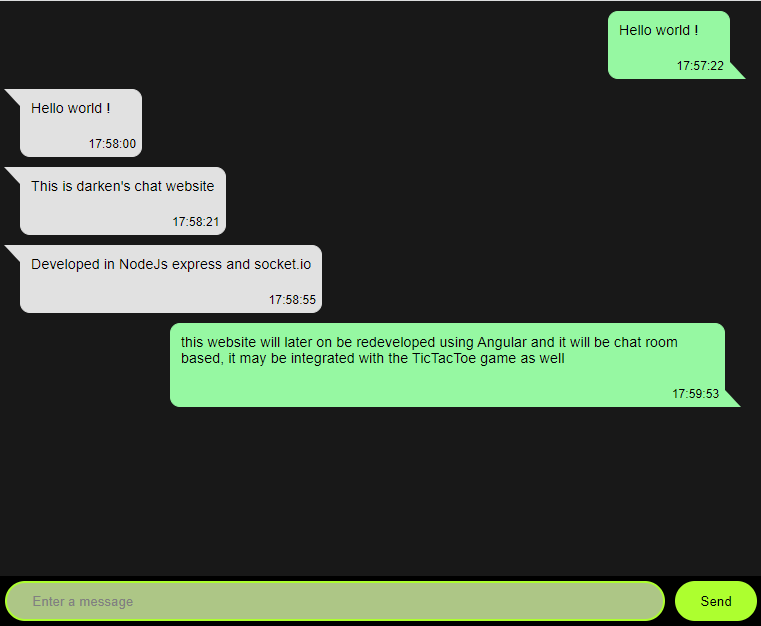 Hello world !
17:57:22
Hello world !
17:58:00
This is darken's chat website
17:58:21
Developed in NodeJs express and socket.io
17:58:55
this website will later on be redeveloped using Angular and it will be chat room
based, it may be integrated with the TicTacToe game as well
17:59:53
Enter a message
Send